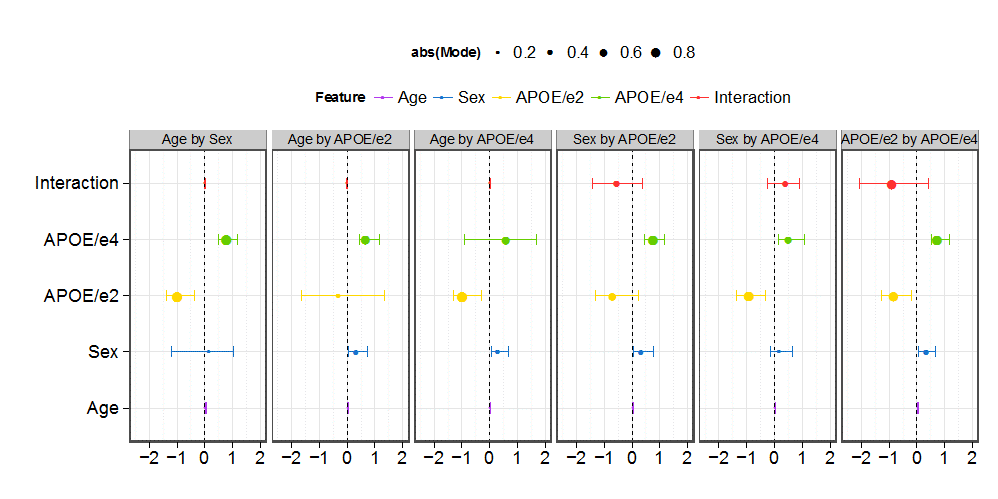 abs(Mode) 0.2 0.4 0.6 0.8
Feature Age Sex APOE/e2 APOE/e4 Interaction
Age by Sex Age by APOE/e2 Age by APOE/e4 Sex by APOE/e2 Sex by APOE/e4 APOE/e2 by APOE/e4
Interaction
APOE/e4
APOE/e2
Sex
Age
−2 −1 0 1 2 −2 −1 0 1 2 −2 −1 0 1 2 −2 −1 0 1 2 −2 −1 0 1 2 −2 −1 0 1 2